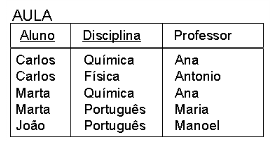 AULA
Aluno Disciplina Professor
Carlos Química Ana
Carlos Física Antonio
Marta Química Ana
Marta Português Maria
João Português Manoel